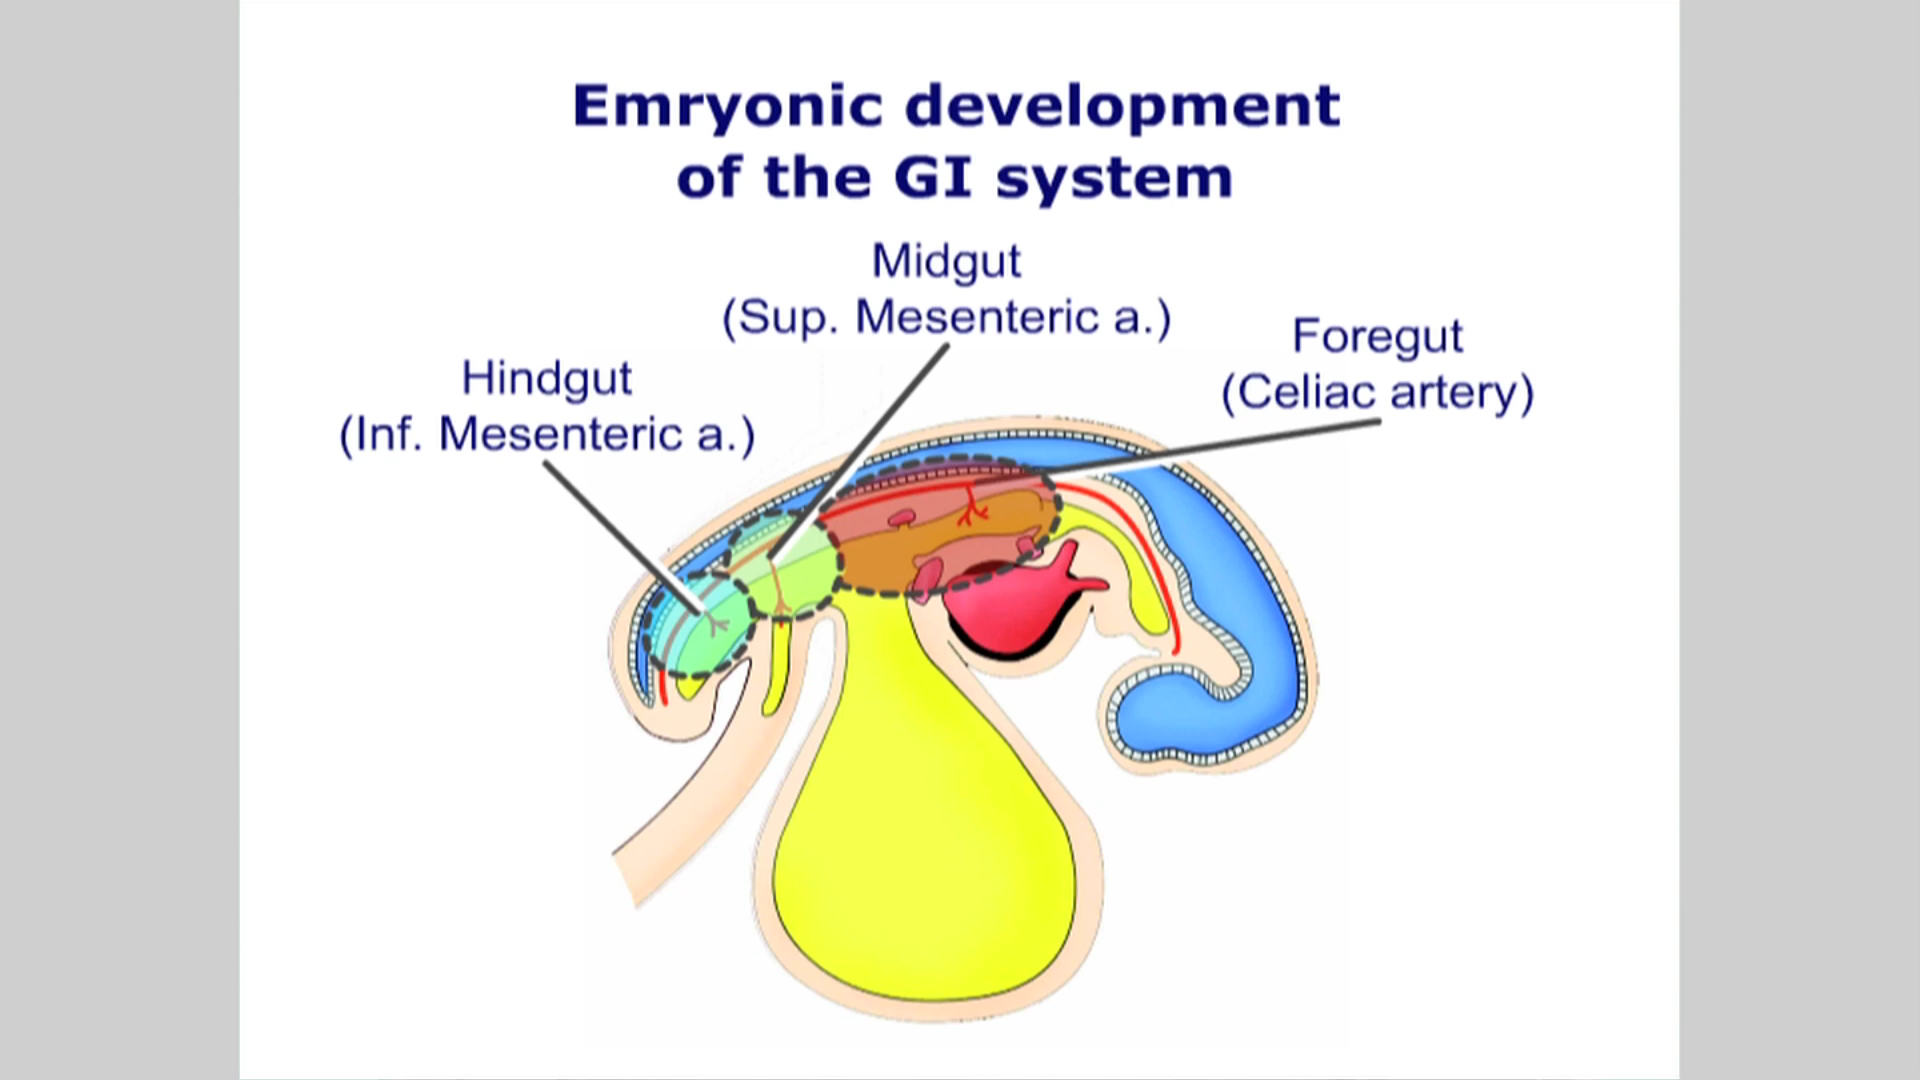 Emryonic development
of the GI system
Midgut
(Sup. Mesenteric a.)
Foregut
(Celiac artery)
Hindgut
(Inf. Mesenteric a.)